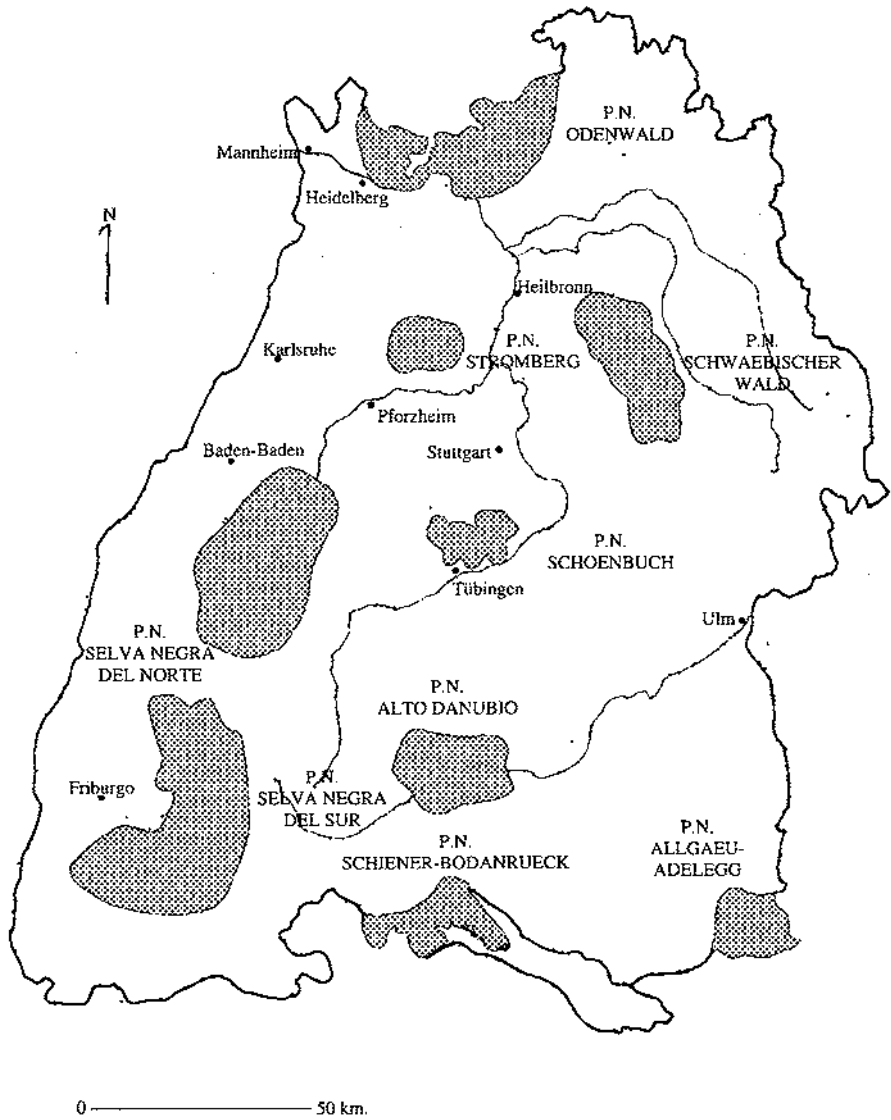 P.N.
ODENWALD
Mannheim
Heidelberg
N
Heilbronn
Karlsruhe
P.N.
STROMBERG
P.N.
SCHWAEBISCHER
WALD
Pforzheim
Baden-Baden
Stuttgart
P.N.
SCHOENBUCH
Tübingen
Ulm
P.N.
SELVA NEGRA
DEL NORTE
P.N.
ALTO DANUBIO
Friburgo
P.N.
SELVA NEGRA
DEL SUR
P.N.
SCHIENER-BODANRUECK
P.N.
ALLGAEU-
ADELEGG
0
50 km.